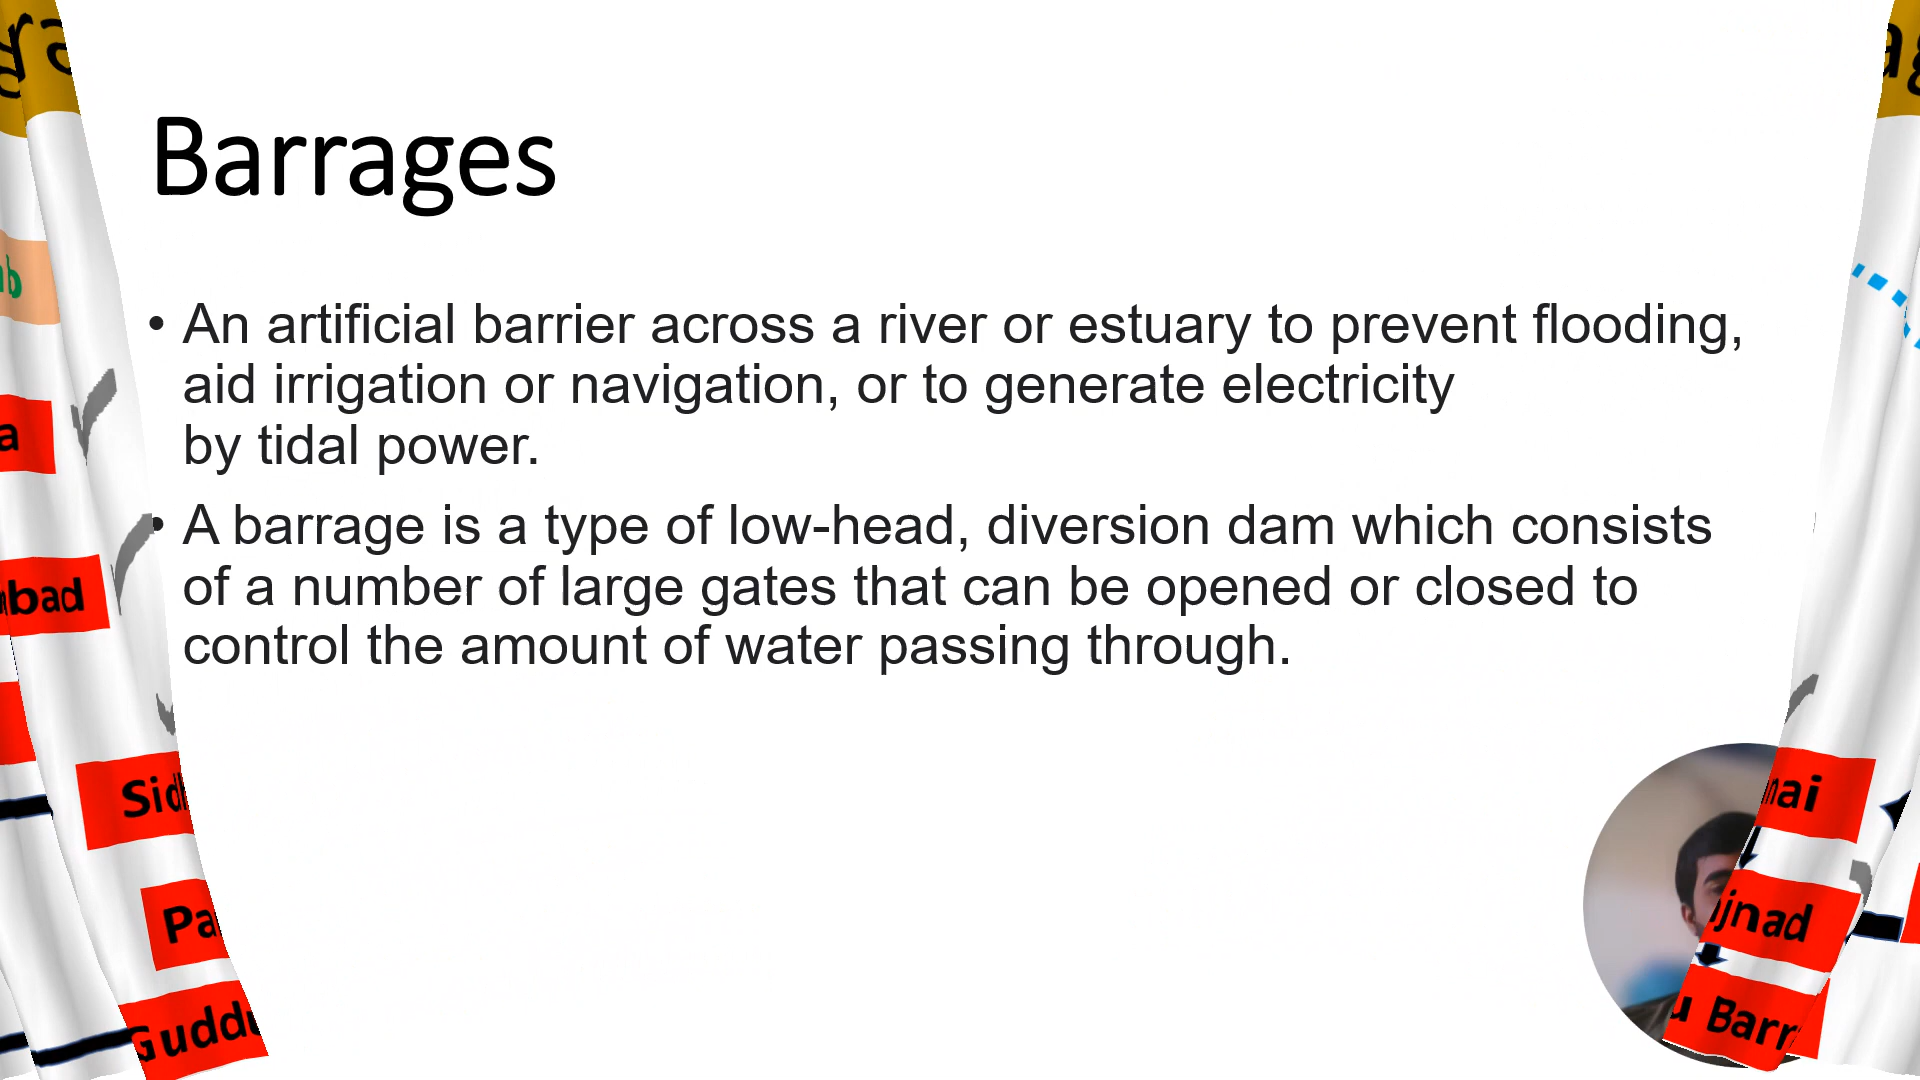 Barrages
• An artificial barrier across a river or estuary to prevent flooding,
aid irrigation or navigation, or to generate electricity
by tidal power.
• A barrage is a type of low-head, diversion dam which consists
of a number of large gates that can be opened or closed to
control the amount of water passing through.